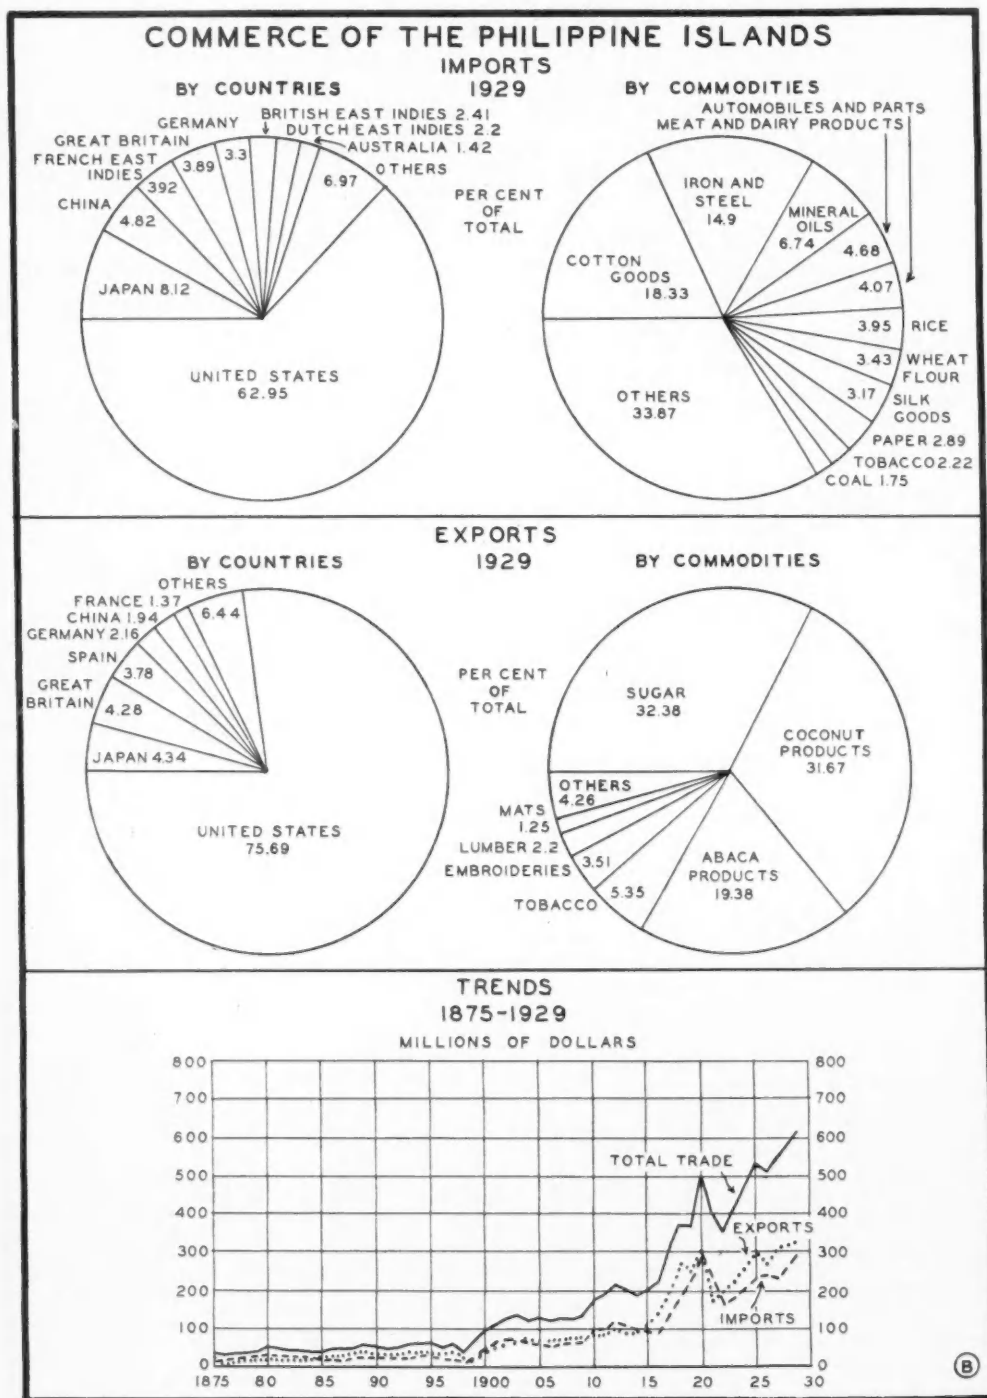 COMMERCE OF THE PHILIPPINE ISLANDS
IMPORTS
1929
BY COUNTRIES
BRITISH EAST INDIES 2.41
DUTCH EAST INDIES 2.2
AUSTRALIA 1.42
OTHERS
6.97
GERMANY
3.3
GREAT BRITAIN
3.89
FRENCH EAST
INDIES
392
CHINA
4.82
JAPAN 8.12
UNITED STATES
62.95
PER CENT
OF
TOTAL
BY COMMODITIES
AUTOMOBILES AND PARTS
MEAT AND DAIRY PRODUCTS
IRON AND
STEEL
14.9
MINERAL
OILS
6.74
4.68
4.07
COTTON
GOODS
18.33
3.95 RICE
3.43 WHEAT
FLOUR
3.17 SILK
GOODS
PAPER 2.89
TOBACCO 2.22
COAL 1.75
OTHERS
33.87
EXPORTS
1929
BY COUNTRIES
OTHERS
6.44
FRANCE 1.37
CHINA 1.94
GERMANY 2.16
SPAIN
3.78
GREAT
BRITAIN
4.28
JAPAN 4.34
UNITED STATES
75.69
PER CENT
OF
TOTAL
BY COMMODITIES
SUGAR
32.38
COCONUT
PRODUCTS
31.67
OTHERS
4.26
MATS
1.25
LUMBER 2.2
EMBROIDERIES
3.51
TOBACCO
5.35
ABACA
PRODUCTS
19.38
TRENDS
1875-1929
MILLIONS OF DOLLARS
800 800
700 700
600 600
500 500
400 400
300 300
200 200
100 100
0 0
TOTAL TRADE
EXPORTS
IMPORTS
1875 80 85 90 95 1900 05 10 15 20 25 30
B